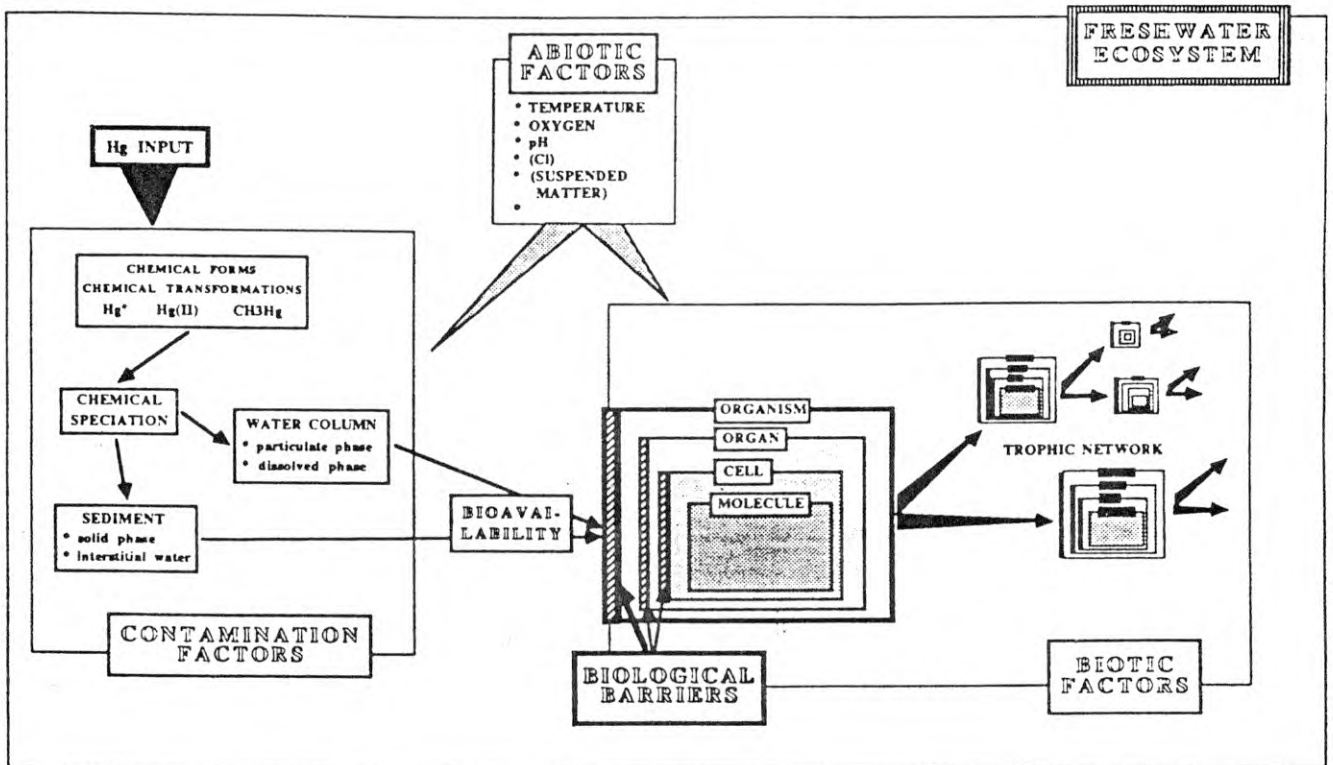 FRESEWATER
ECOSYSTEM
ABIOTIC
FACTORS
• TEMPERATURE
• OXYGEN
• pH
• (Cl)
• (SUSPENDED
MATTER)
•
Hg INPUT
CHEMICAL FORMS
CHEMICAL TRANSFORMATIONS
Hg° Hg(II) CH3Hg
CHEMICAL
SPECIATION
WATER COLUMN
• particulate phase
• dissolved phase
SEDIMENT
• solid phase
• interstitial water
CONTAMINATION
FACTORS
BIOAVAI-
LABILITY
ORGANISM
ORGAN
CELL
MOLECULE
BIOLOGICAL
BARRIERS
TROPHIC NETWORK
BIOTIC
FACTORS